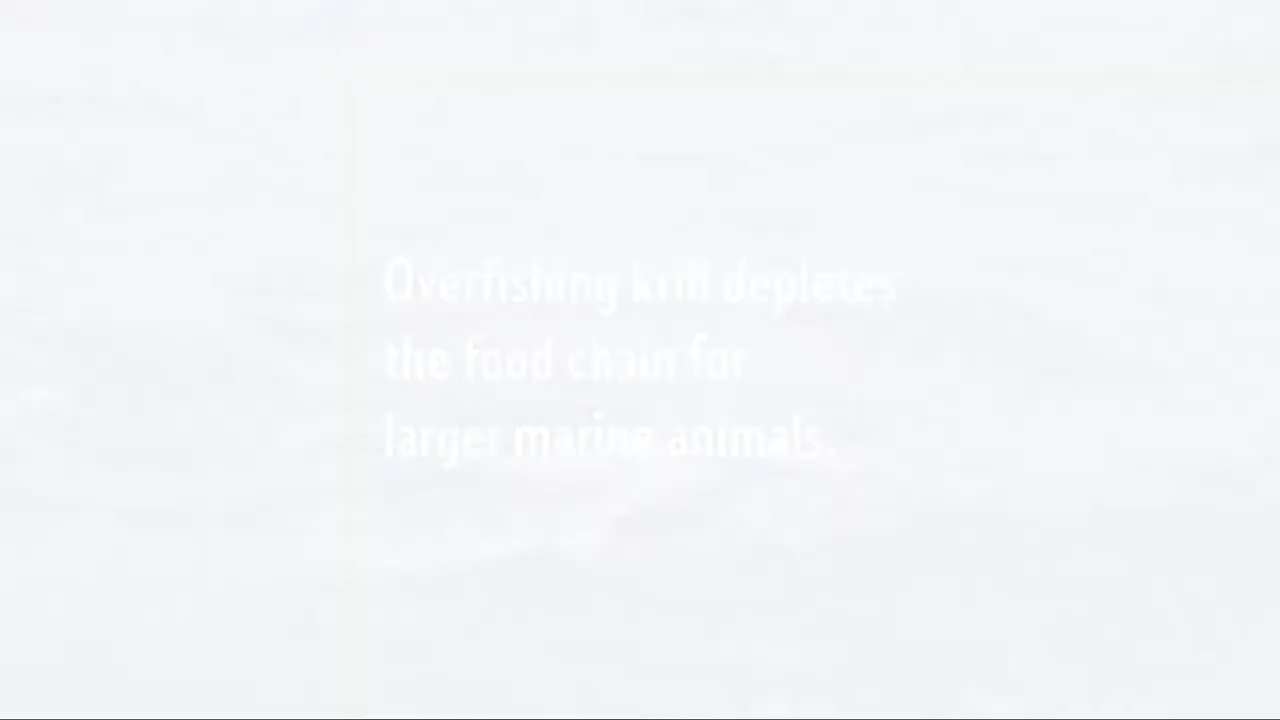 Overfishing krill depletes
the food chain for
larger marine animals.